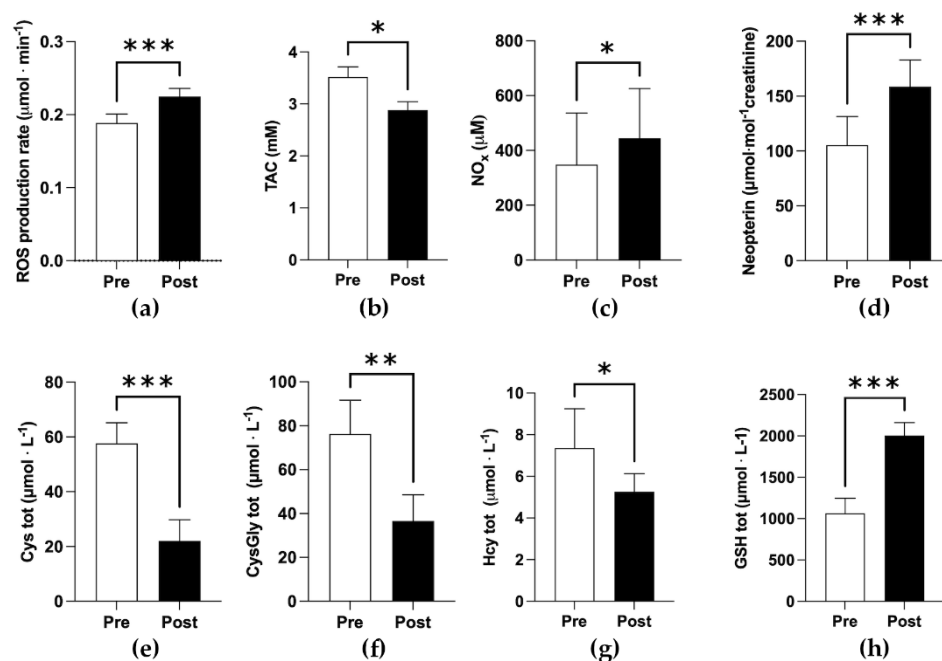 ***
ROS production rate (μmol · min⁻¹)
0.3
0.2
0.1
0.0
Pre Post
(a)
*
TAC (mM)
4
3
2
1
0
Pre Post
(b)
*
NOₓ (μM)
800
600
400
200
0
Pre Post
(c)
***
Neopterin (μmol·mol⁻¹creatinine)
200
150
100
50
0
Pre Post
(d)
***
Cys tot (μmol · L⁻¹)
80
60
40
20
0
Pre Post
(e)
**
CysGly tot (μmol · L⁻¹)
100
80
60
40
20
0
Pre Post
(f)
*
Hcy tot (μmol · L⁻¹)
10
8
6
4
2
0
Pre Post
(g)
***
GSH tot (μmol · L-1)
2500
2000
1500
1000
500
0
Pre Post
(h)